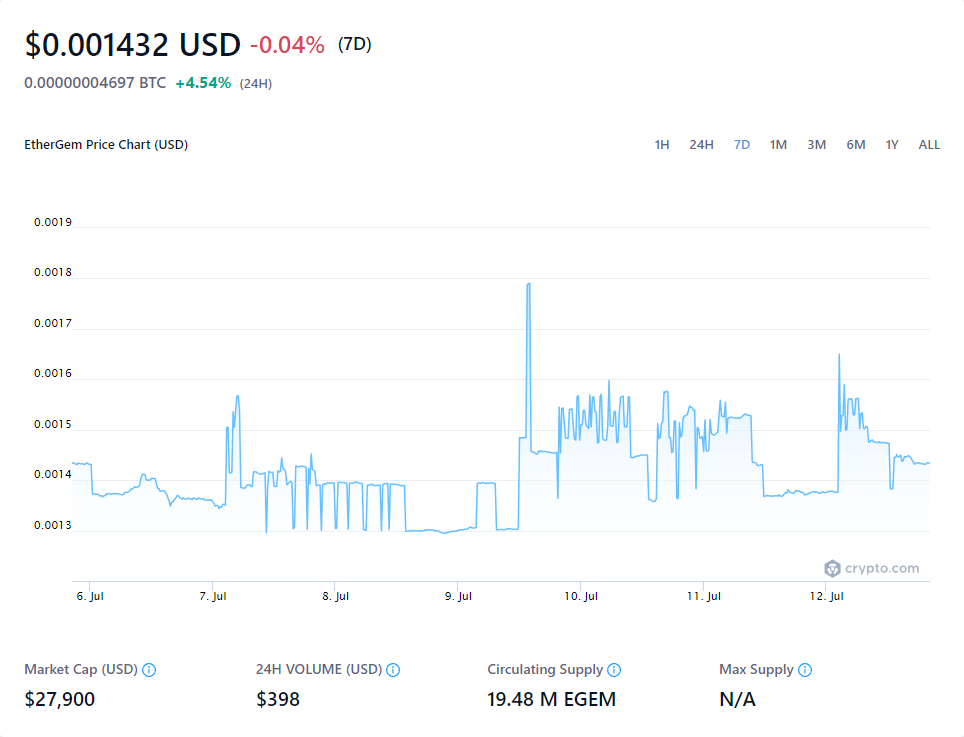 $0.001432 USD -0.04% (7D)
0.00000004697 BTC +4.54% (24H)
EtherGem Price Chart (USD) 1H 24H 7D 1M 3M 6M 1Y ALL
0.0019
0.0018
0.0017
0.0016
0.0015
0.0014
0.0013
crypto.com
6. Jul 7. Jul 8. Jul 9. Jul 10. Jul 11. Jul 12. Jul
Market Cap (USD) 24H VOLUME (USD) Circulating Supply Max Supply
$27,900 $398 19.48 M EGEM N/A